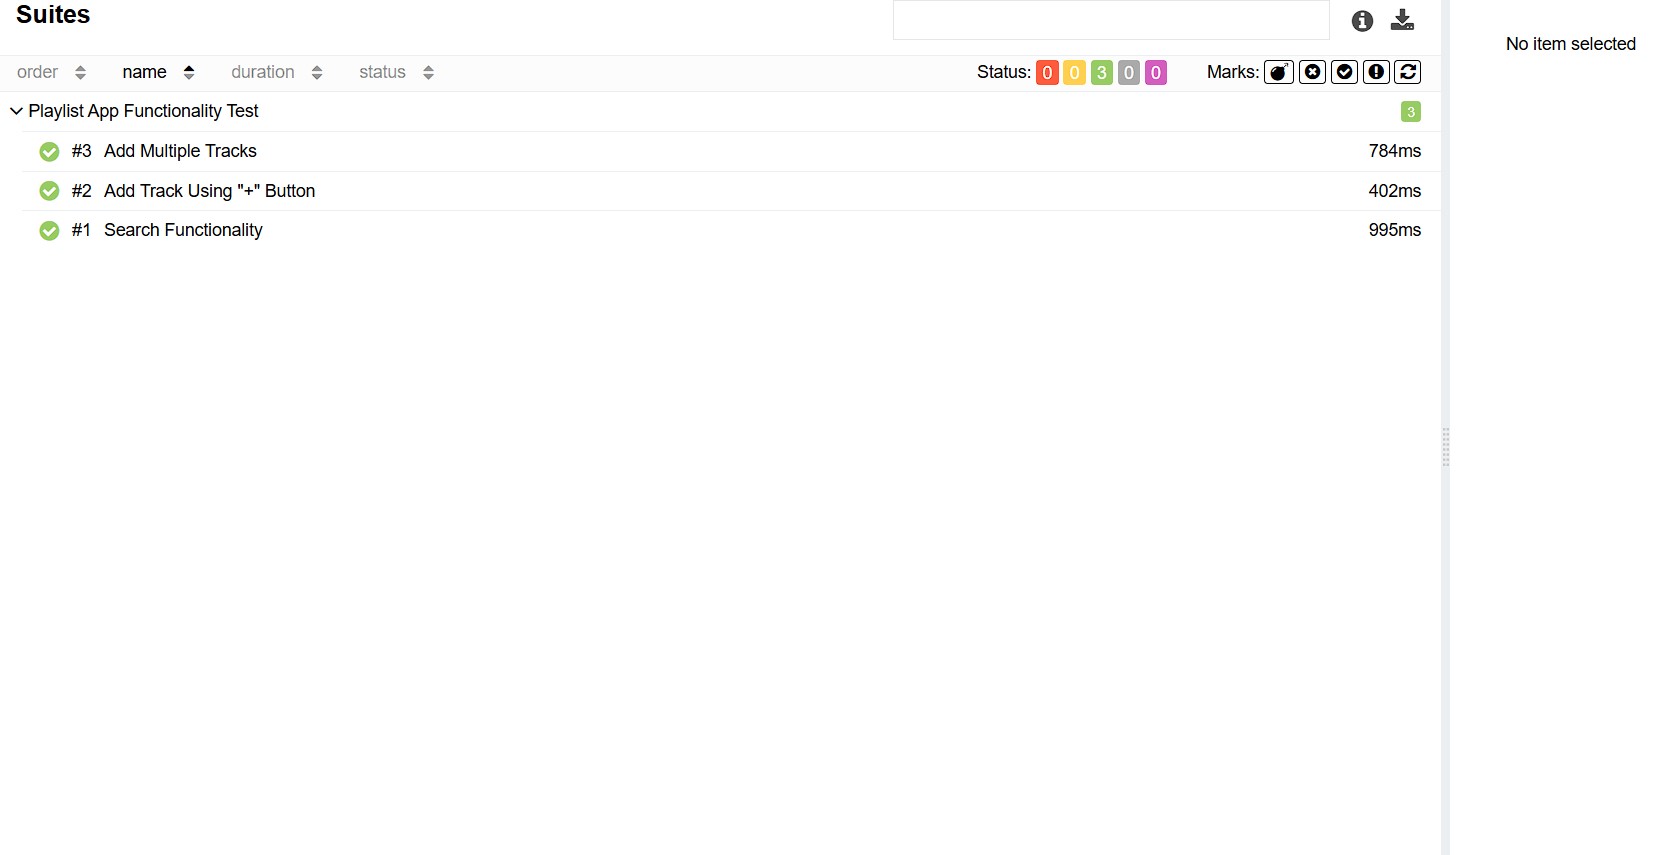 Suites
No item selected
order name duration status Status: 0 0 3 0 0 Marks:
Playlist App Functionality Test 3
#3 Add Multiple Tracks 784ms
#2 Add Track Using "+" Button 402ms
#1 Search Functionality 995ms